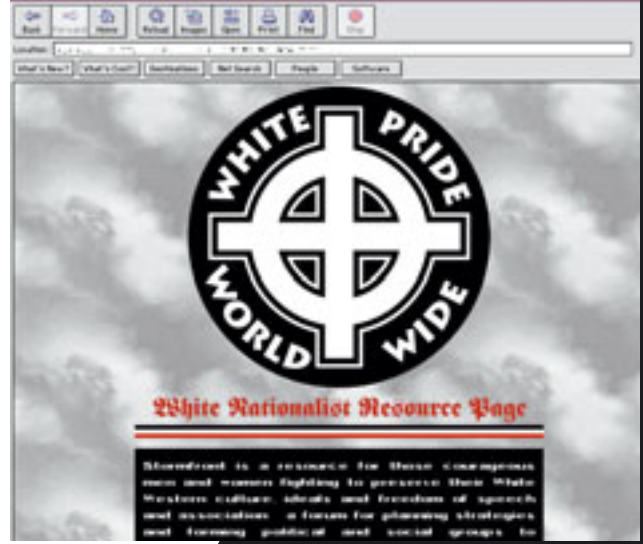 Back Forward Home Reload Images Open Print Find Stop
Location:
What's New? What's Cool? Destinations Net Search People Software
WHITE PRIDE
WORLD WIDE
White Nationalist Resource Page
Stormfront is a resource for those courageous
men and women fighting to preserve their White
Western culture, ideals and freedom of speech
and association - a forum for planning strategies
and forming political and social groups to